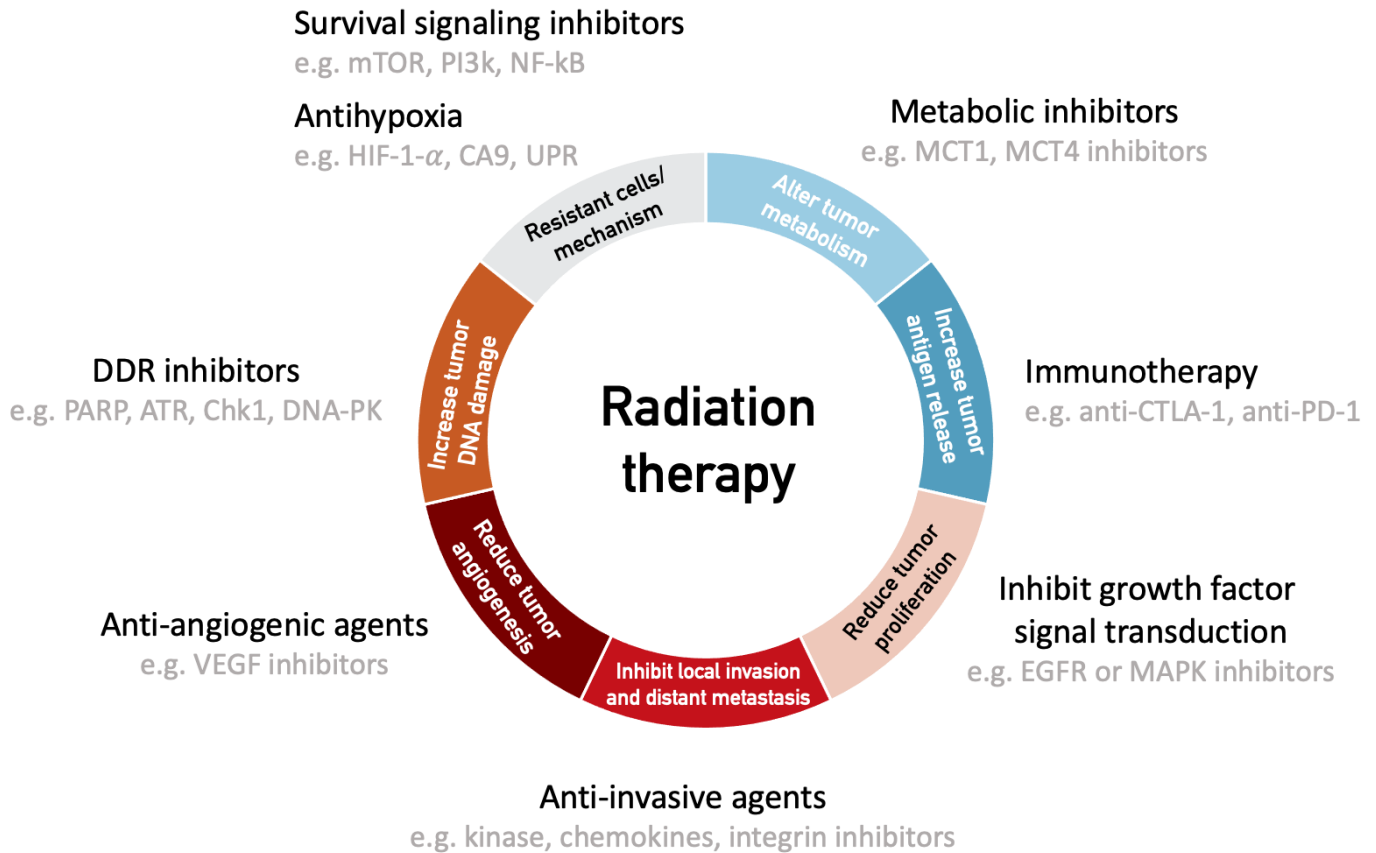 Survival signaling inhibitors
e.g. mTOR, PI3k, NF-kB
Antihypoxia
e.g. HIF-1-α, CA9, UPR
Metabolic inhibitors
e.g. MCT1, MCT4 inhibitors
Resistant cells/
mechanism
Alter tumor
metabolism
Increase tumor
DNA damage
Increase tumor
antigen release
DDR inhibitors
e.g. PARP, ATR, Chk1, DNA-PK
Radiation
therapy
Immunotherapy
e.g. anti-CTLA-1, anti-PD-1
Reduce tumor
angiogenesis
Reduce tumor
proliferation
Anti-angiogenic agents
e.g. VEGF inhibitors
Inhibit growth factor
signal transduction
e.g. EGFR or MAPK inhibitors
Inhibit local invasion
and distant metastasis
Anti-invasive agents
e.g. kinase, chemokines, integrin inhibitors